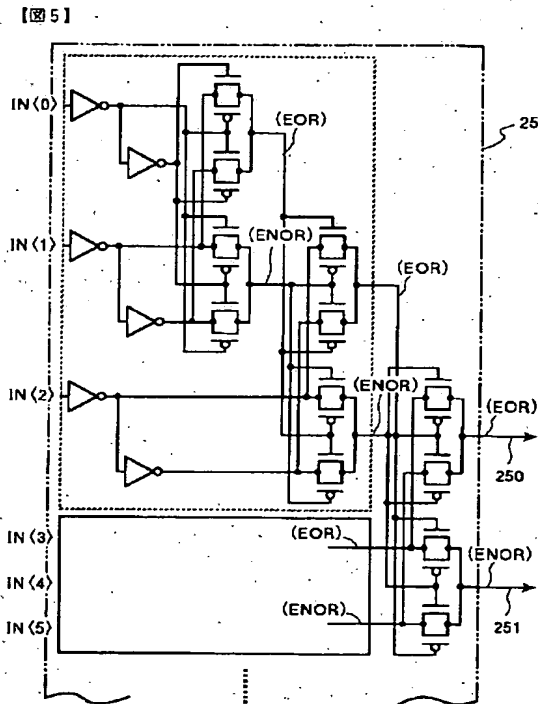 【図5】
IN⟨0⟩
(EOR)
25
IN⟨1⟩
(ENOR)
(EOR)
IN⟨2⟩
(ENOR)
(EOR)
250
IN⟨3⟩
(EOR)
(ENOR)
IN⟨4⟩
IN⟨5⟩
(ENOR)
251